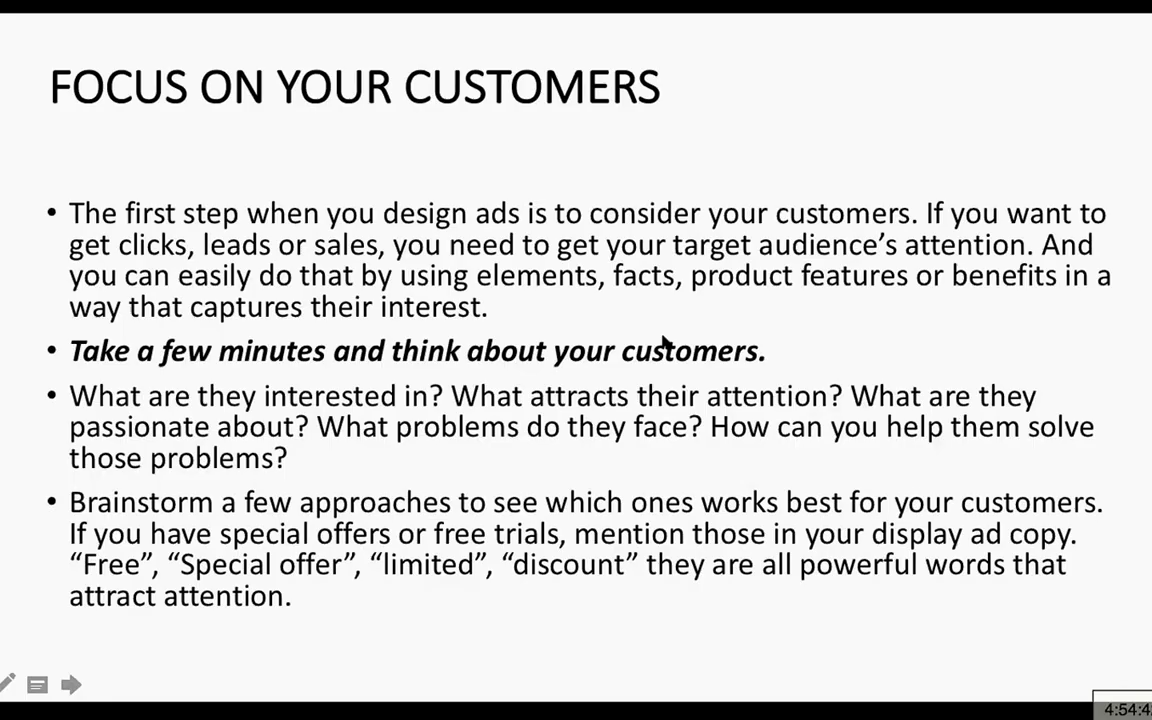 FOCUS ON YOUR CUSTOMERS
• The first step when you design ads is to consider your customers. If you want to
get clicks, leads or sales, you need to get your target audience’s attention. And
you can easily do that by using elements, facts, product features or benefits in a
way that captures their interest.
• Take a few minutes and think about your customers.
• What are they interested in? What attracts their attention? What are they
passionate about? What problems do they face? How can you help them solve
those problems?
• Brainstorm a few approaches to see which ones works best for your customers.
If you have special offers or free trials, mention those in your display ad copy.
“Free”, “Special offer”, “limited”, “discount” they are all powerful words that
attract attention.